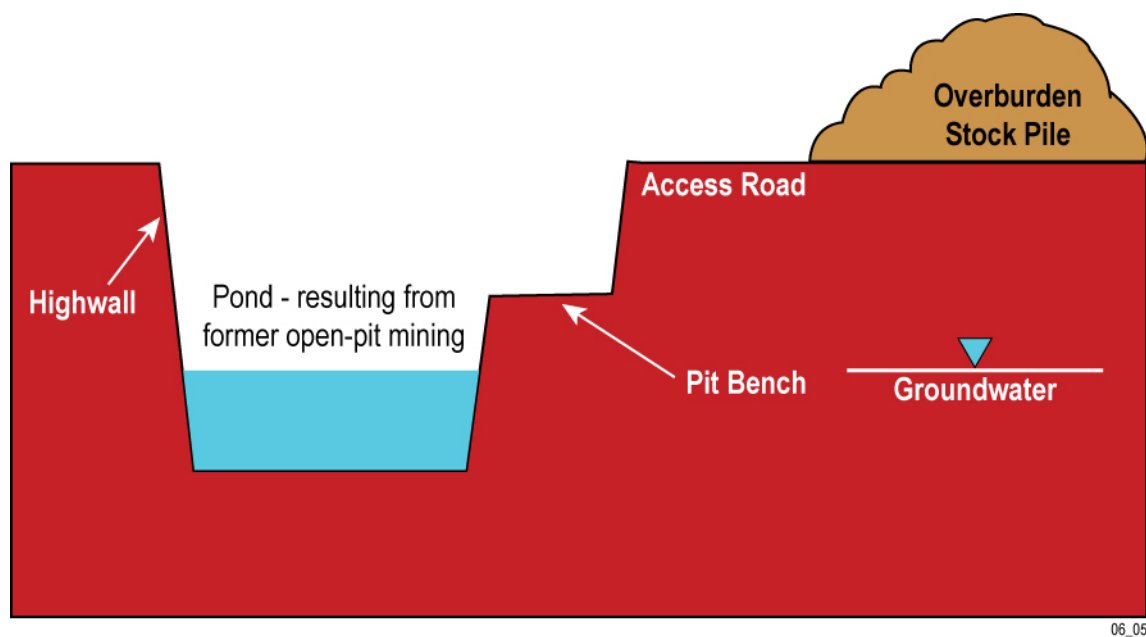 Overburden
Stock Pile
Access Road
Highwall
Pond - resulting from
former open-pit mining
Pit Bench
Groundwater
06_05